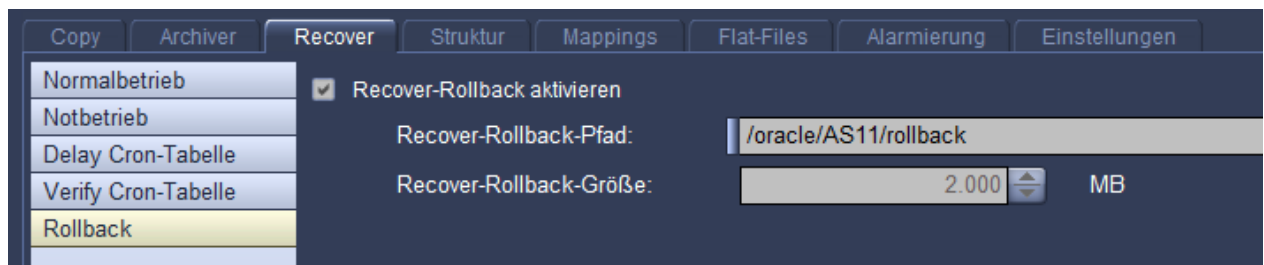 Copy Archiver Recover Struktur Mappings Flat-Files Alarmierung Einstellungen
Normalbetrieb
Notbetrieb
Delay Cron-Tabelle
Verify Cron-Tabelle
Rollback
Recover-Rollback aktivieren
Recover-Rollback-Pfad: /oracle/AS11/rollback
Recover-Rollback-Größe: 2.000 MB